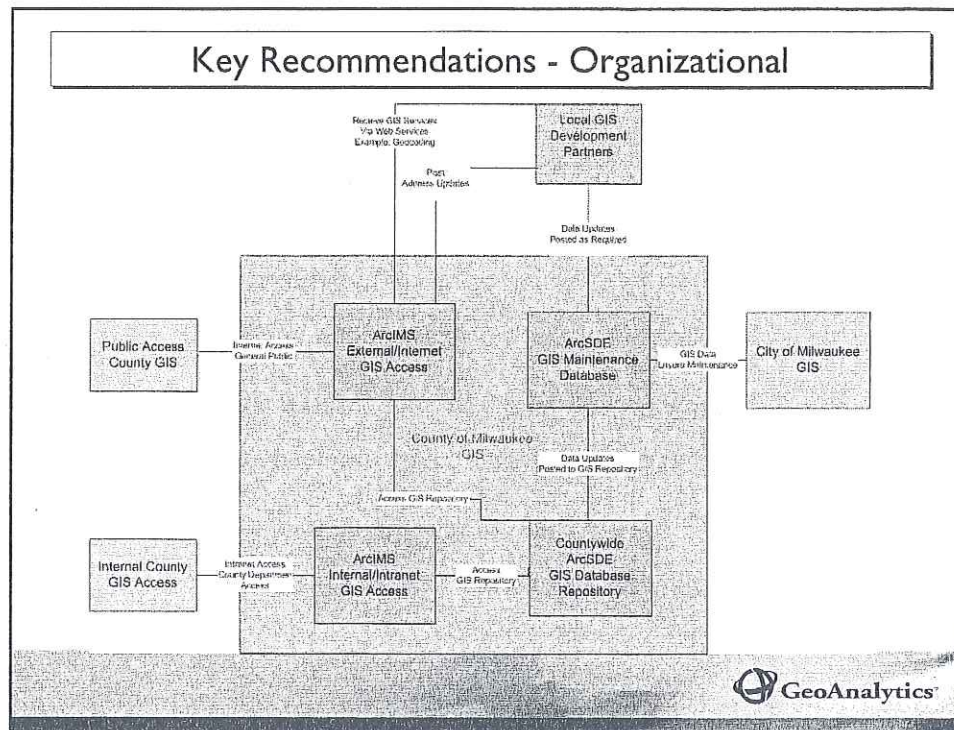 Key Recommendations - Organizational
Receive GIS Services
Via Web Services
Example: Geocoding
Local GIS
Development
Partners
Post
Address Updates
Data Updates
Posted as Required
Public Access
County GIS
Internet Access
General Public
ArcIMS
External/Internet
GIS Access
ArcSDE
GIS Maintenance
Database
GIS Data
Layers Maintenance
City of Milwaukee
GIS
County of Milwaukee
GIS
Data Updates
Posted to GIS Repository
Access GIS Repository
Internal County
GIS Access
Intranet Access
County Department
Access
ArcIMS
Internal/Intranet
GIS Access
Access
GIS Repository
Countywide
ArcSDE
GIS Database
Repository
GeoAnalytics